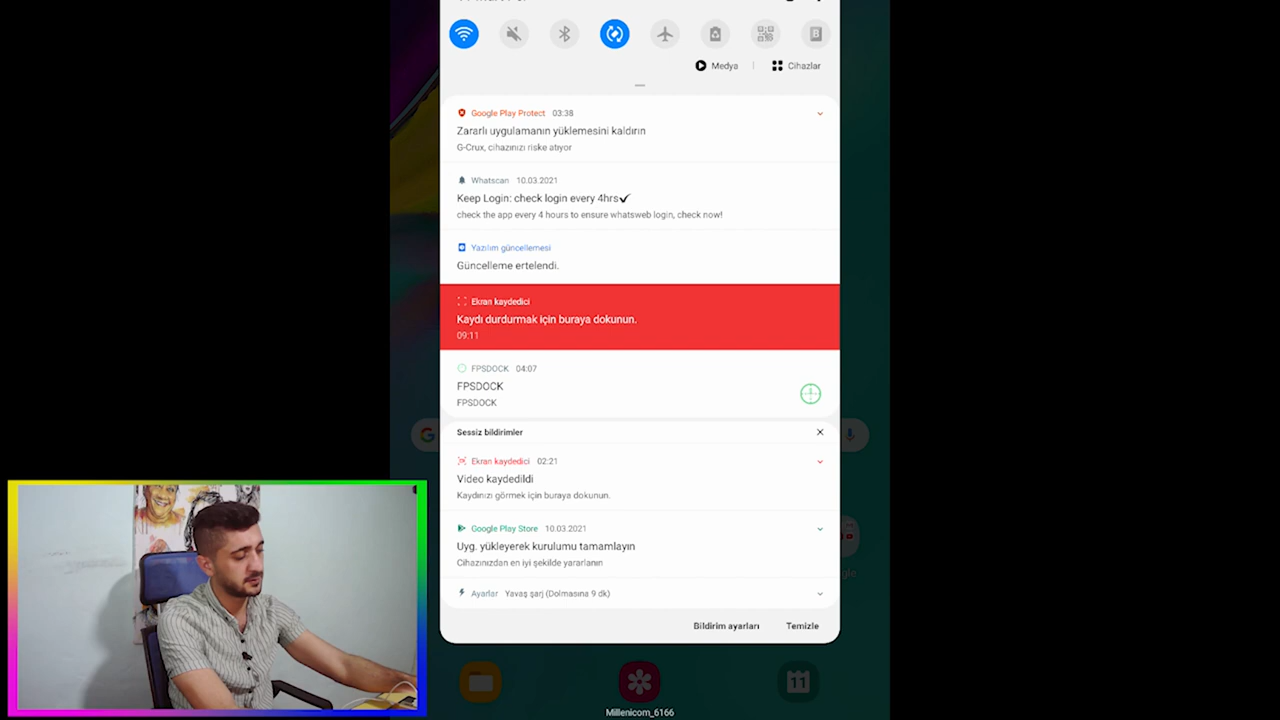 Medya | Cihazlar
Google Play Protect 03:38
Zararlı uygulamanın yüklemesini kaldırın
G-Crux, cihazınızı riske atıyor
Whatscan 10.03.2021
Keep Login: check login every 4hrs✔
check the app every 4 hours to ensure whatsweb login, check now!
Yazılım güncellemesi
Güncelleme ertelendi.
Ekran kaydedici
Kaydı durdurmak için buraya dokunun.
09:11
FPSDOCK 04:07
FPSDOCK
FPSDOCK
Sessiz bildirimler
Ekran kaydedici 02:21
Video kaydedildi
Kaydınızı görmek için buraya dokunun.
Google Play Store 10.03.2021
Uyg. yükleyerek kurulumu tamamlayın
Cihazınızdan en iyi şekilde yararlanın
Ayarlar Yavaş şarj (Dolmasına 9 dk)
Bildirim ayarları Temizle
11
Millenicom_6166